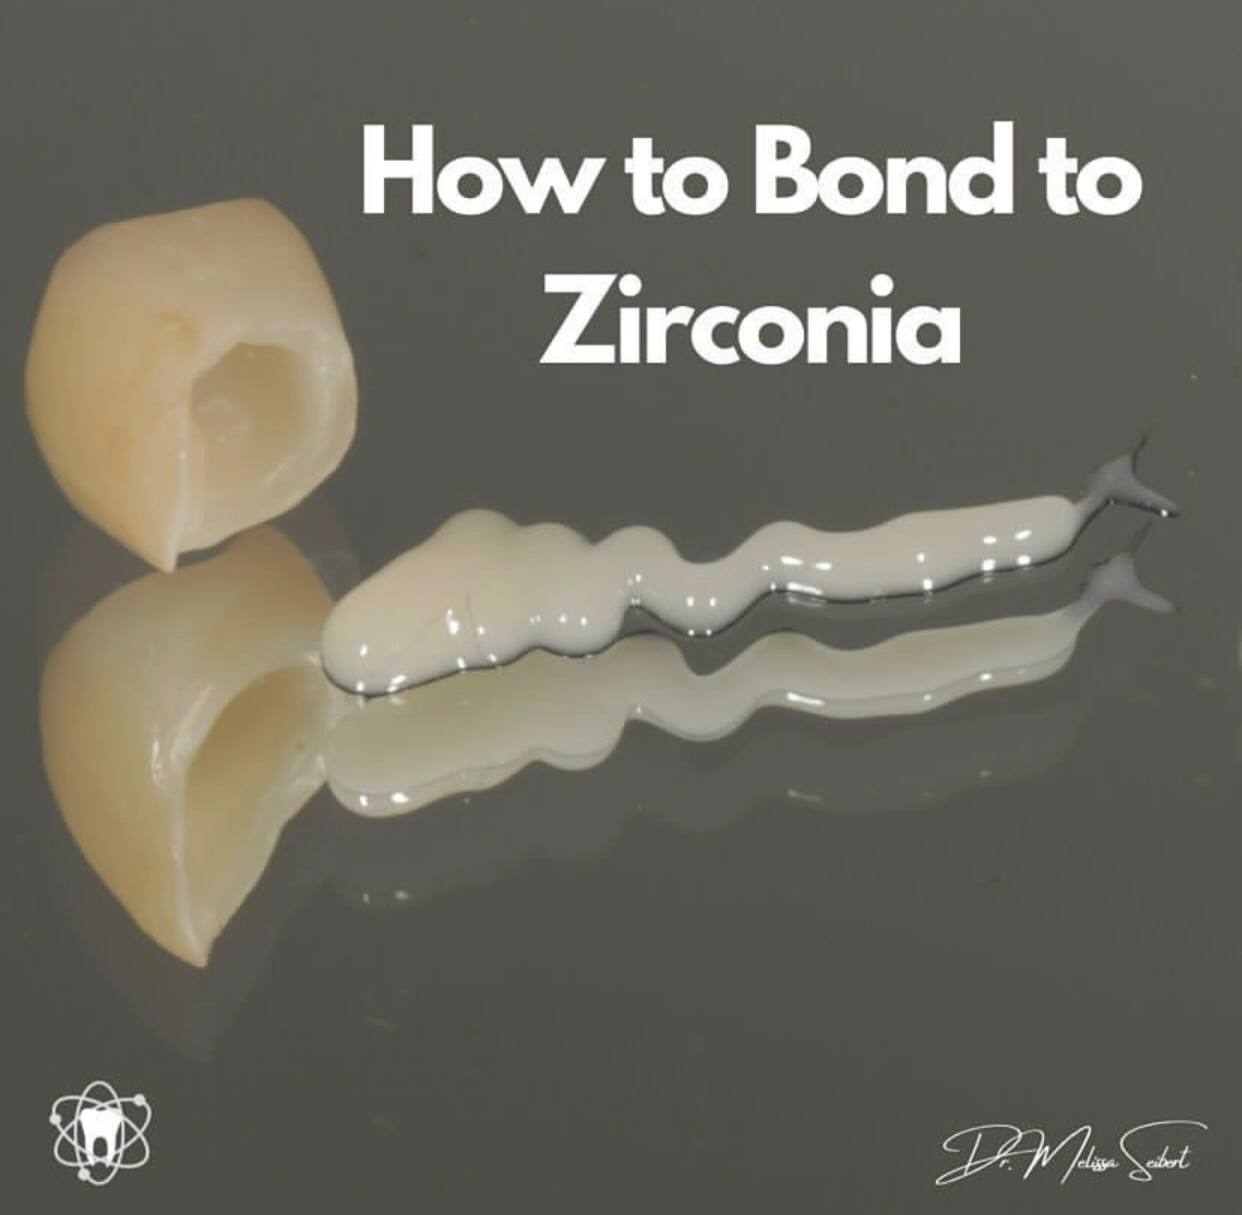 How to Bond to
Zirconia
Dr. Melissa Seibert